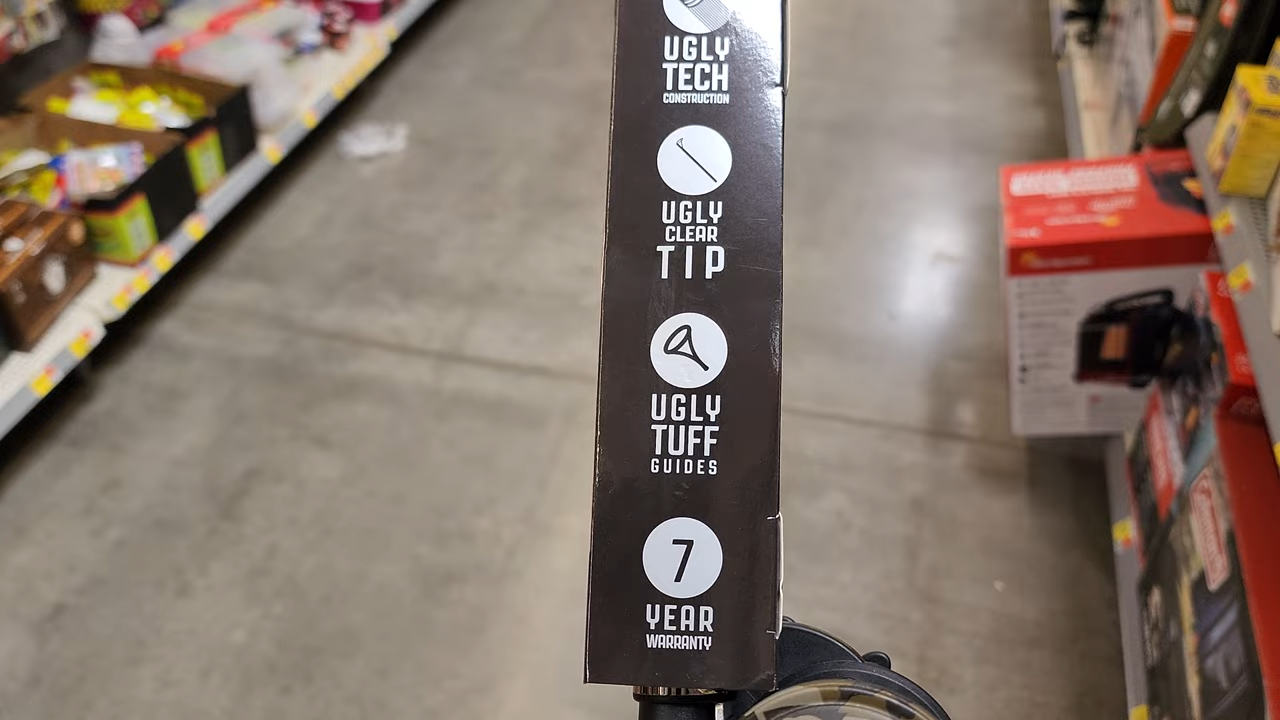 UGLY
TECH
CONSTRUCTION
UGLY
CLEAR
TIP
UGLY
TUFF
GUIDES
7
YEAR
WARRANTY